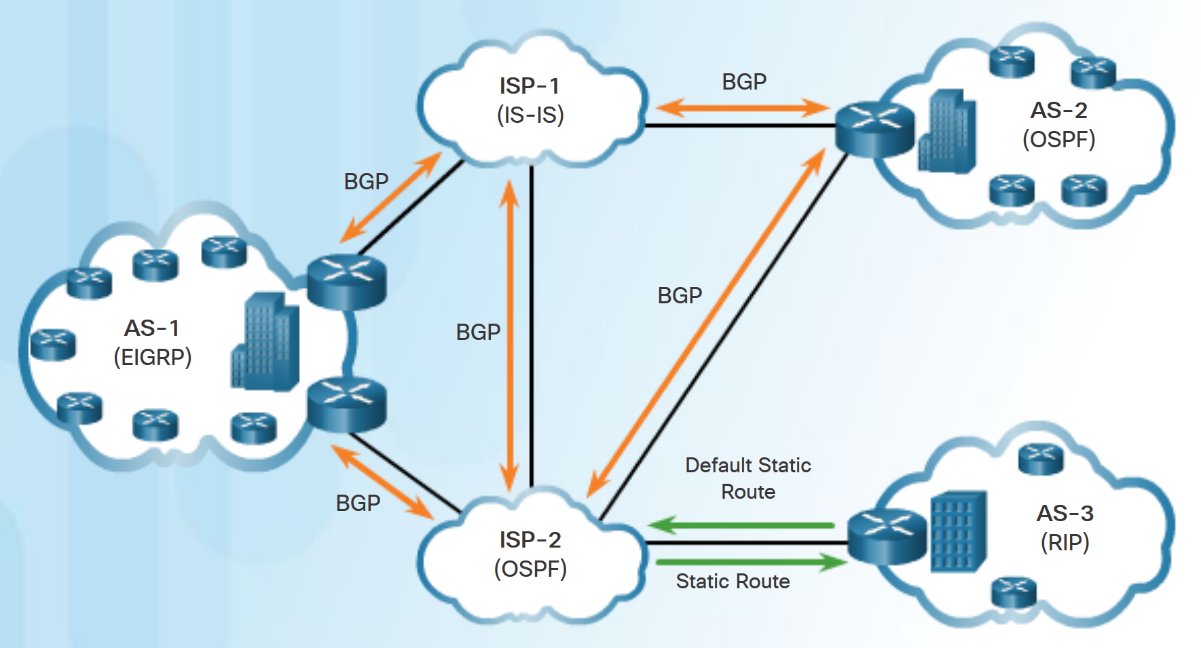 ISP-1
(IS-IS)
BGP
AS-2
(OSPF)
BGP
AS-1
(EIGRP)
BGP
BGP
BGP
ISP-2
(OSPF)
Default Static
Route
Static Route
AS-3
(RIP)